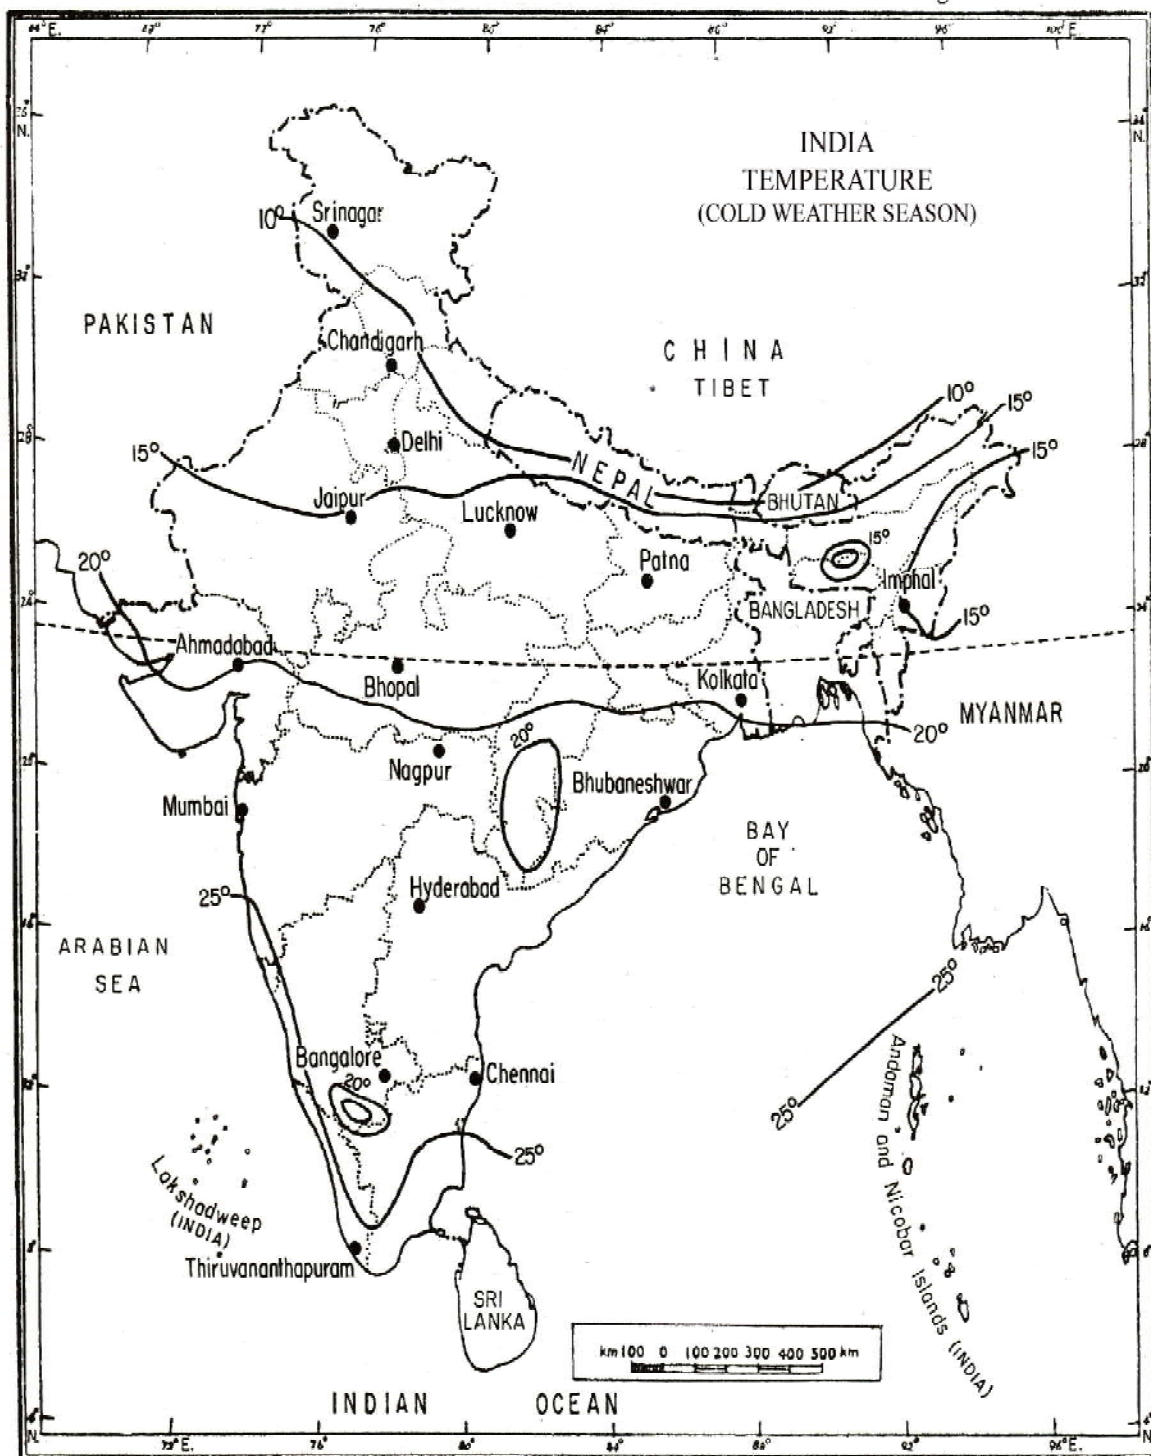 INDIA
TEMPERATURE
(COLD WEATHER SEASON)
10°
Srinagar
PAKISTAN
Chandigarh
CHINA
TIBET
10°
15°
15°
Delhi
15°
NEPAL
Jaipur
Lucknow
BHUTAN
15°
20°
Patna
Imphal
BANGLADESH
15°
Ahmadabad
Bhopal
Kolkata
MYANMAR
20°
20°
Nagpur
Bhubaneshwar
Mumbai
BAY
OF
BENGAL
25°
Hyderabad
ARABIAN
SEA
25°
Bangalore
20°
Chennai
25°
Andaman and Nicobar Islands (INDIA)
25°
Lakshadweep
(INDIA)
Thiruvananthapuram
SRI
LANKA
km 100 0 100 200 300 400 500 km
INDIAN OCEAN